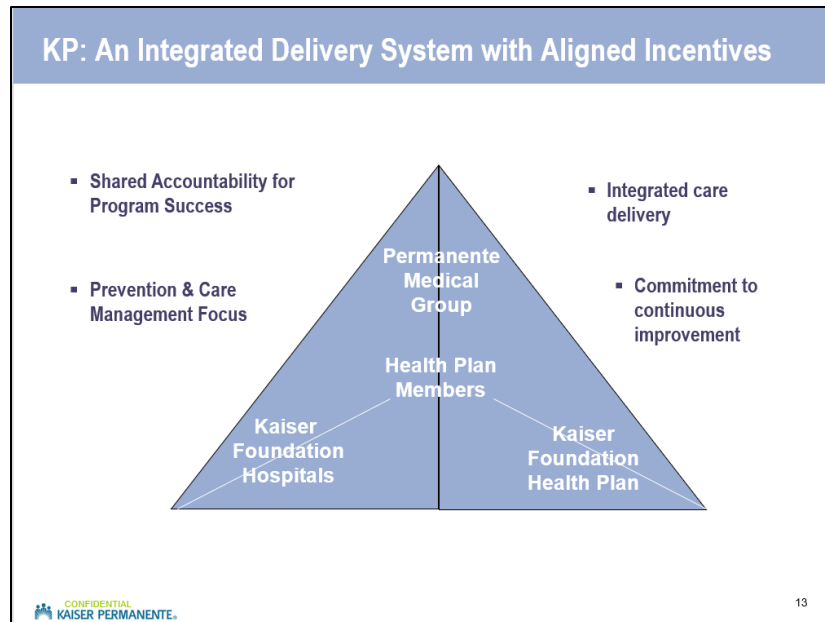 KP: An Integrated Delivery System with Aligned Incentives
▪ Shared Accountability for
Program Success
▪ Prevention & Care
Management Focus
▪ Integrated care
delivery
▪ Commitment to
continuous
improvement
Permanente
Medical
Group
Health Plan
Members
Kaiser
Foundation
Hospitals
Kaiser
Foundation
Health Plan
CONFIDENTIAL
KAISER PERMANENTE®
13